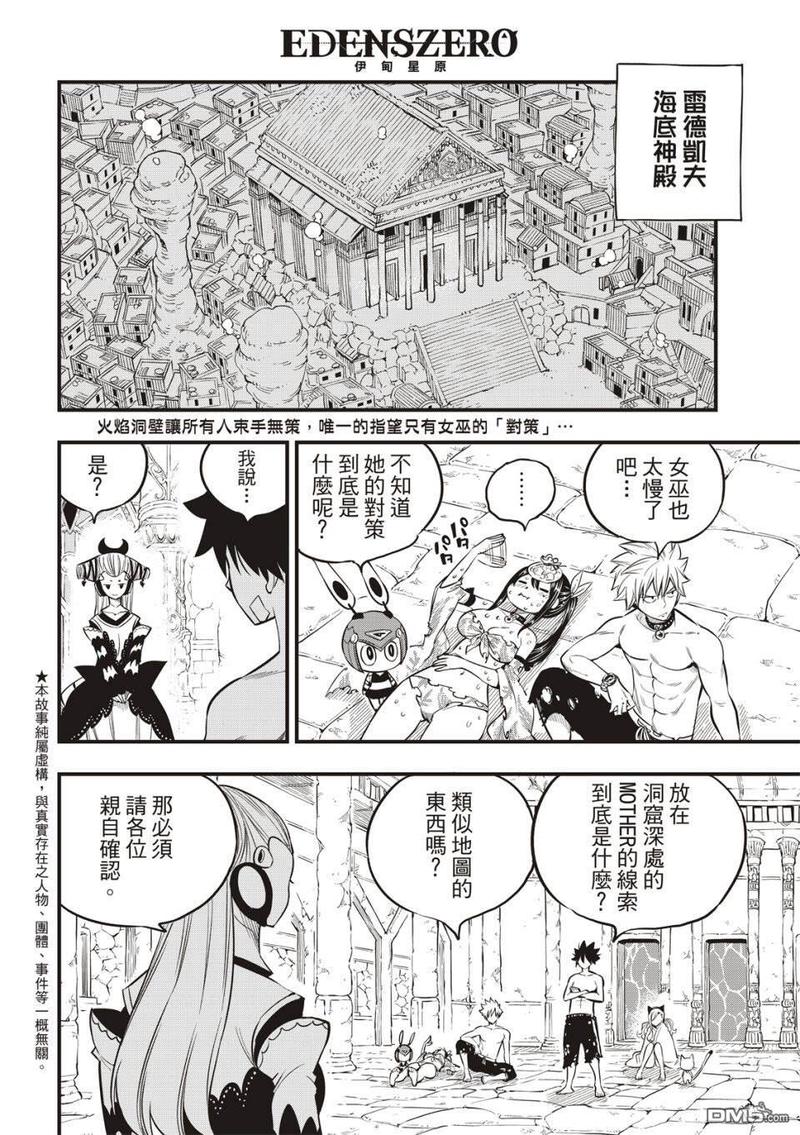 EDENSZERO
伊甸星原
雷德凱夫
海底神殿
火焰洞壁讓所有人束手無策，唯一的指望只有女巫的「對策」…
女巫也
太慢了
吧…
…
不知道
她的對策
到底是
什麼呢？
パタ
パタ
我說…
是？
放在
洞窟深處的
MOTHER的線索
到底是什麼？
類似地圖的
東西嗎？
那必須
請各位
親自確認。
★本故事純屬虛構，與真實存在之人物、團體、事件等一概無關。
DM5.com